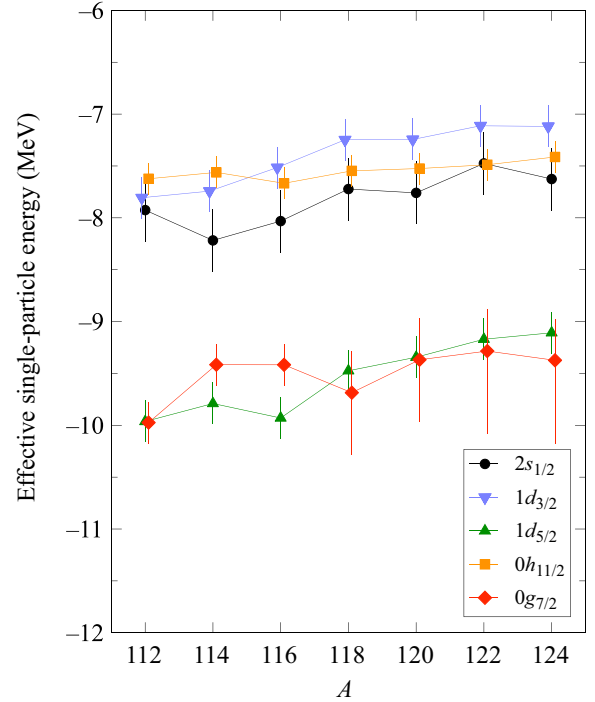 Effective single-particle energy (MeV)
−6
−7
−8
−9
−10
−11
−12
2s1/2
1d3/2
1d5/2
0h11/2
0g7/2
112 114 116 118 120 122 124
A